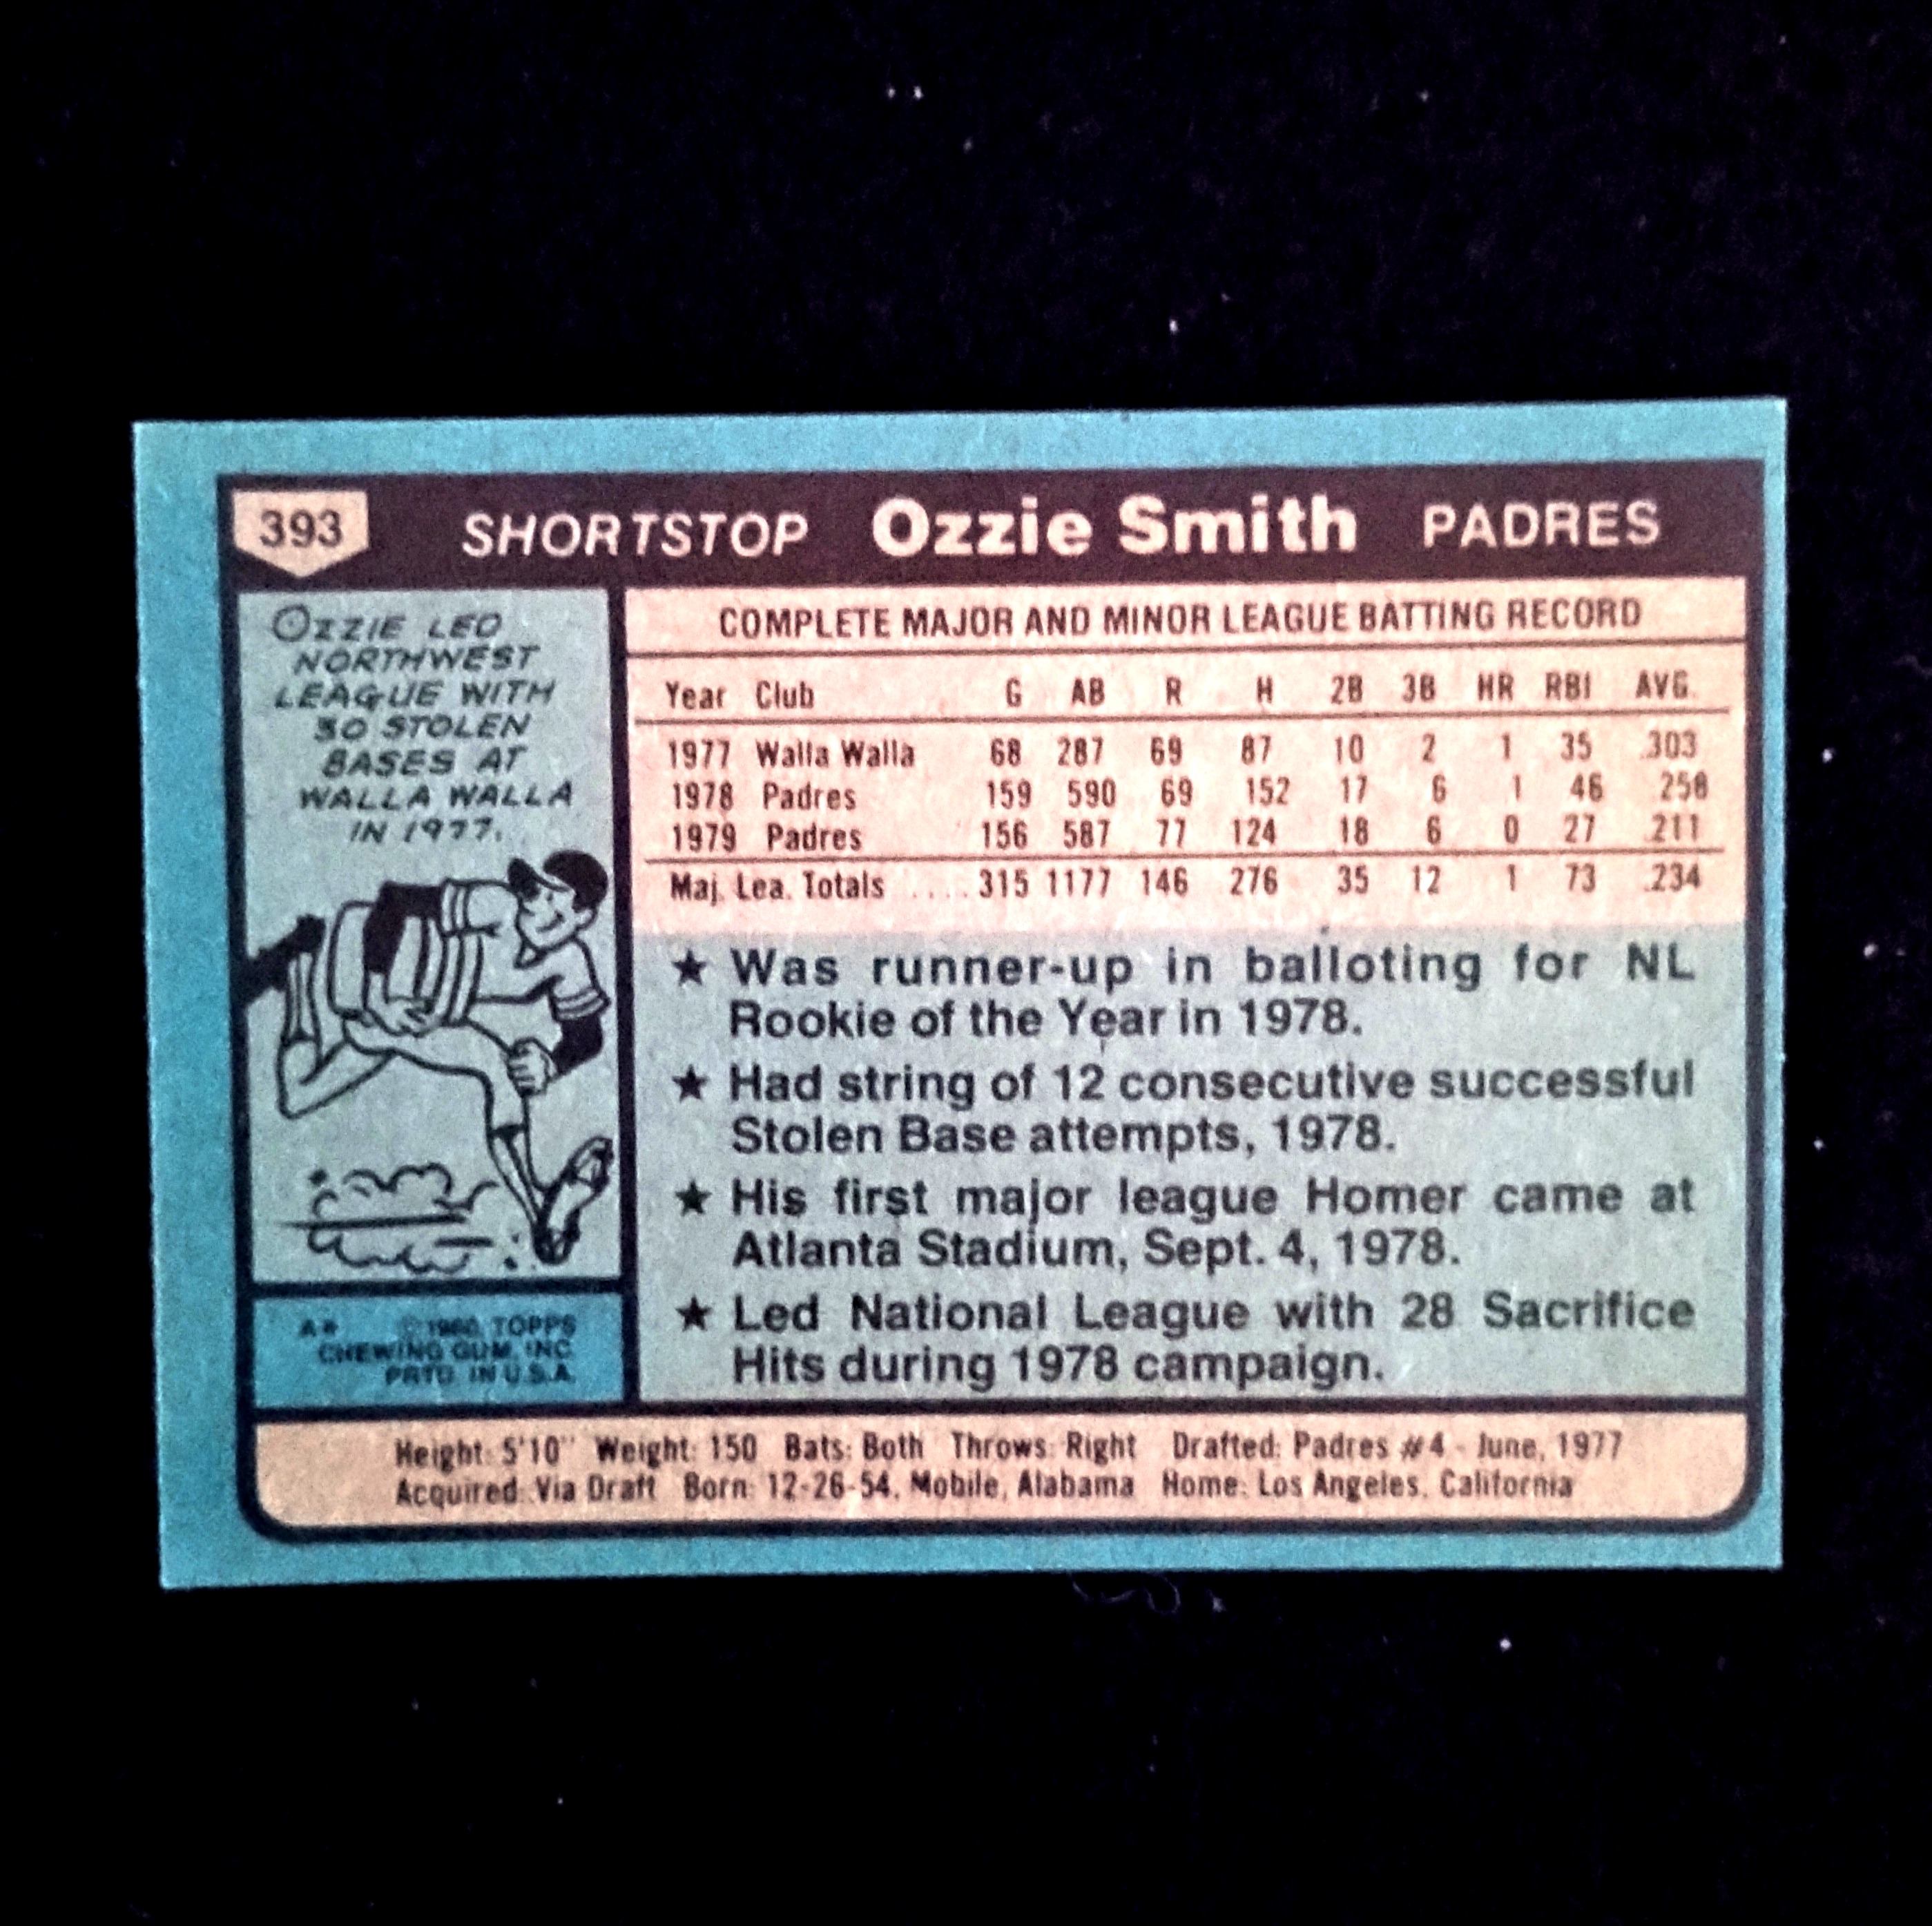 393 SHORTSTOP Ozzie Smith PADRES
OZZIE LED
NORTHWEST
LEAGUE WITH
30 STOLEN
BASES AT
WALLA WALLA
IN 1977.
COMPLETE MAJOR AND MINOR LEAGUE BATTING RECORD
Year Club G AB R H 2B 3B HR RBI AVG.
1977 Walla Walla 68 287 69 87 10 2 1 35 .303
1978 Padres 159 590 69 152 17 6 1 46 .258
1979 Padres 156 587 77 124 18 6 0 27 .211
Maj. Lea. Totals .... 315 1177 146 276 35 12 1 73 .234
★ Was runner-up in balloting for NL
Rookie of the Year in 1978.
★ Had string of 12 consecutive successful
Stolen Base attempts, 1978.
★ His first major league Homer came at
Atlanta Stadium, Sept. 4, 1978.
★ Led National League with 28 Sacrifice
Hits during 1978 campaign.
A* © 1980 TOPPS
CHEWING GUM, INC.
PRTD. IN U.S.A.
Height: 5'10" Weight: 150 Bats: Both Throws: Right Drafted: Padres #4 - June, 1977
Acquired: Via Draft Born: 12-26-54, Mobile, Alabama Home: Los Angeles, California